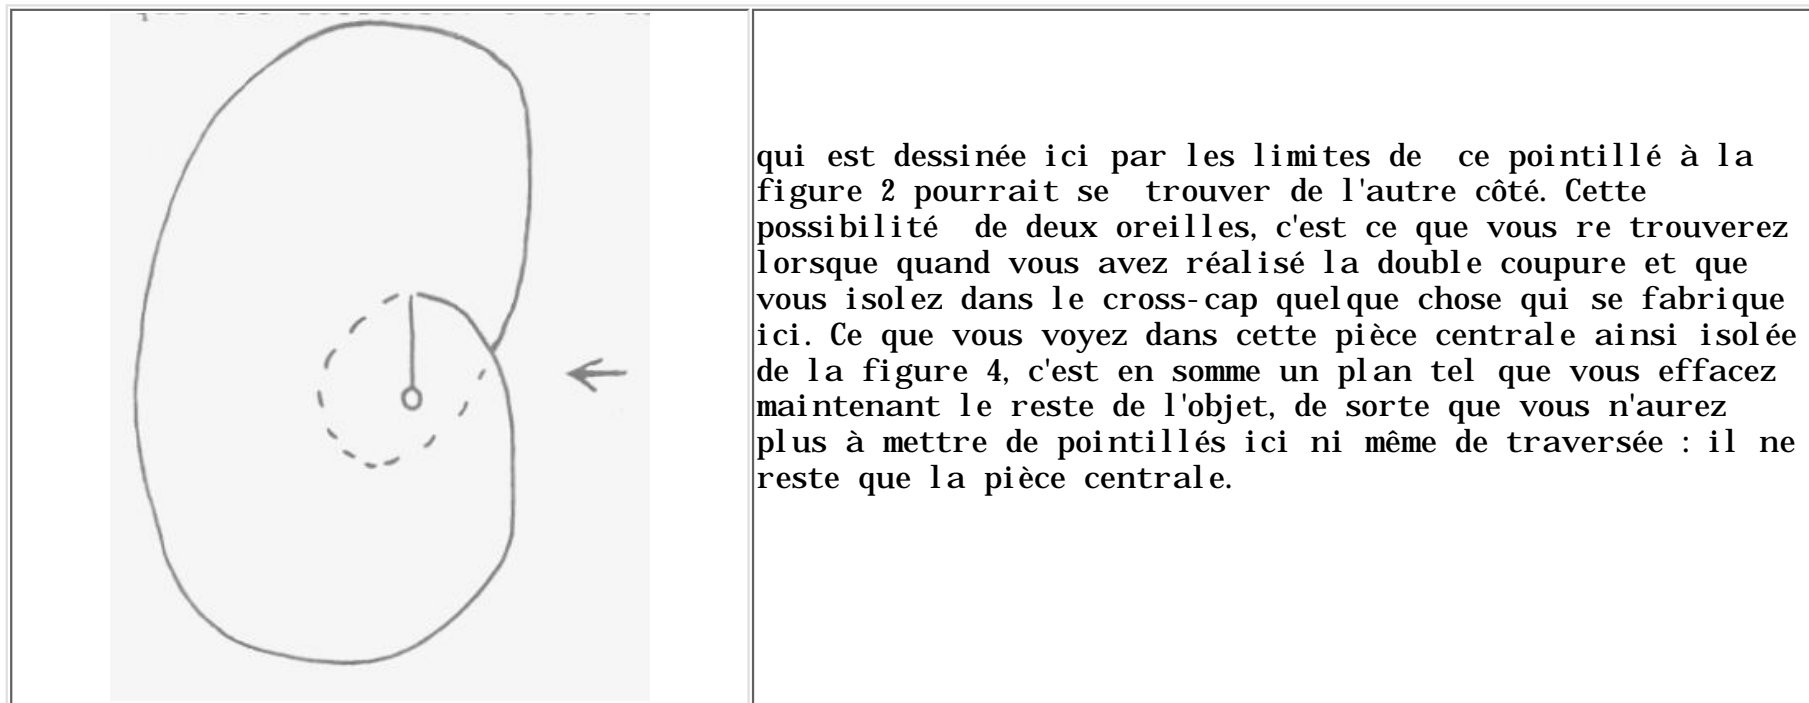 qui est dessinée ici par les limites de ce pointillé à la
figure 2 pourrait se trouver de l'autre côté. Cette
possibilité de deux oreilles, c'est ce que vous re trouverez
lorsque quand vous avez réalisé la double coupure et que
vous isolez dans le cross-cap quelque chose qui se fabrique
ici. Ce que vous voyez dans cette pièce centrale ainsi isolée
de la figure 4, c'est en somme un plan tel que vous effacez
maintenant le reste de l'objet, de sorte que vous n'aurez
plus à mettre de pointillés ici ni même de traversée : il ne
reste que la pièce centrale.